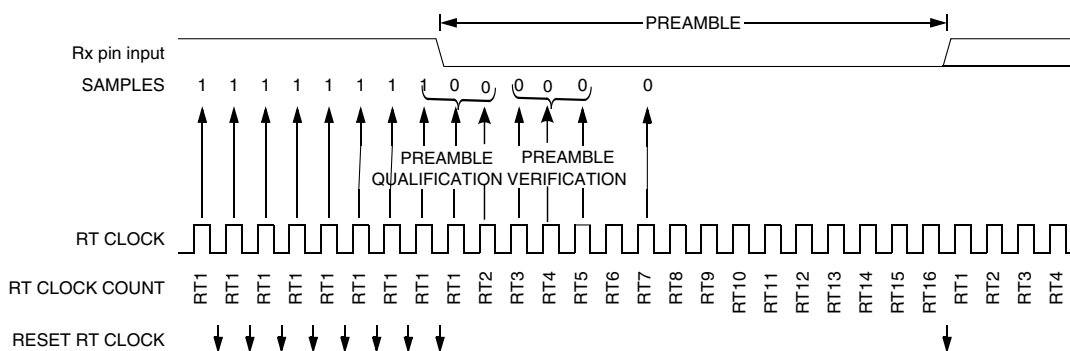 PREAMBLE
Rx pin input
SAMPLES 1 1 1 1 1 1 1 1 0 0 0 0 0 0
PREAMBLE QUALIFICATION
PREAMBLE VERIFICATION
RT CLOCK
RT CLOCK COUNT RT1 RT1 RT1 RT1 RT1 RT1 RT1 RT1 RT1 RT2 RT3 RT4 RT5 RT6 RT7 RT8 RT9 RT10 RT11 RT12 RT13 RT14 RT15 RT16 RT1 RT2 RT3 RT4
RESET RT CLOCK